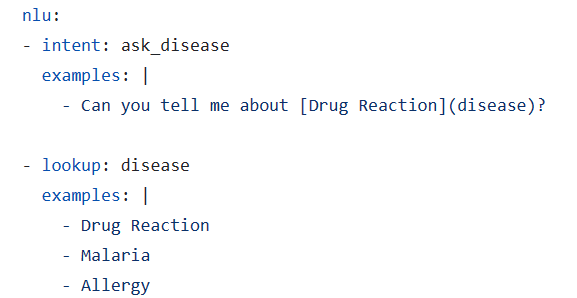 nlu:
- intent: ask_disease
  examples: |
    - Can you tell me about [Drug Reaction](disease)?

- lookup: disease
  examples: |
    - Drug Reaction
    - Malaria
    - Allergy